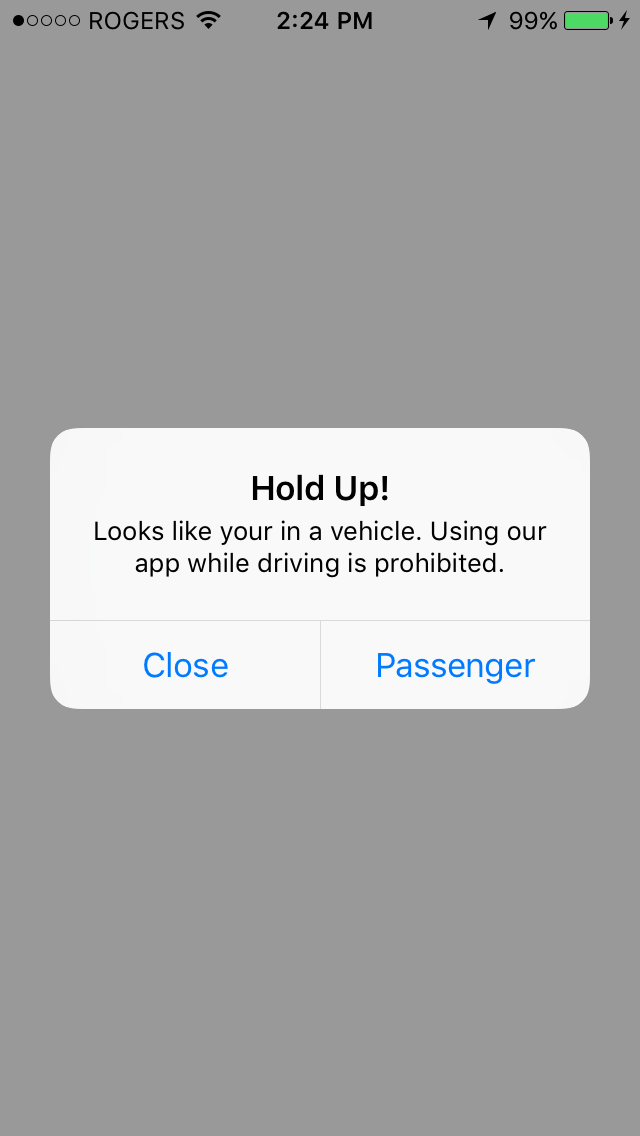 ROGERS 2:24 PM 99%
Hold Up!
Looks like your in a vehicle. Using our
app while driving is prohibited.
Close Passenger